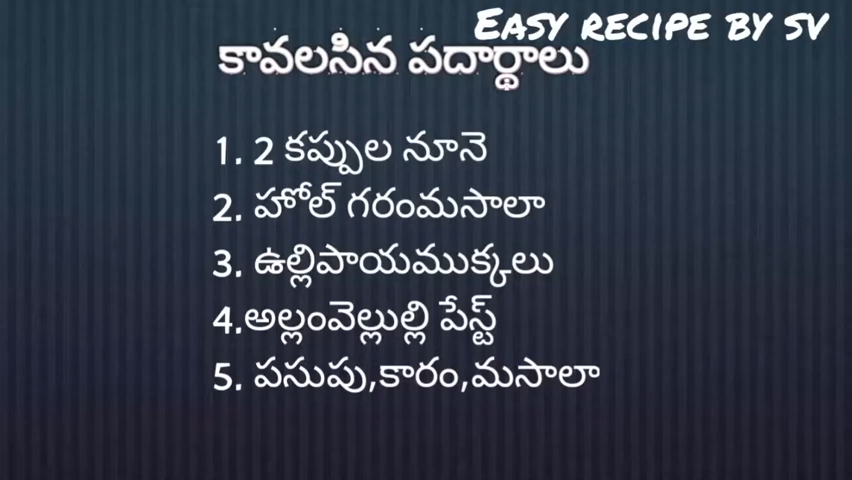 EASY RECIPE BY SV
కావలసిన పదార్థాలు
1. 2 కప్పుల నూనె
2. హోల్ గరంమసాలా
3. ఉల్లిపాయముక్కలు
4.అల్లంవెల్లుల్లి పేస్ట్
5. పసుపు,కారం,మసాలా